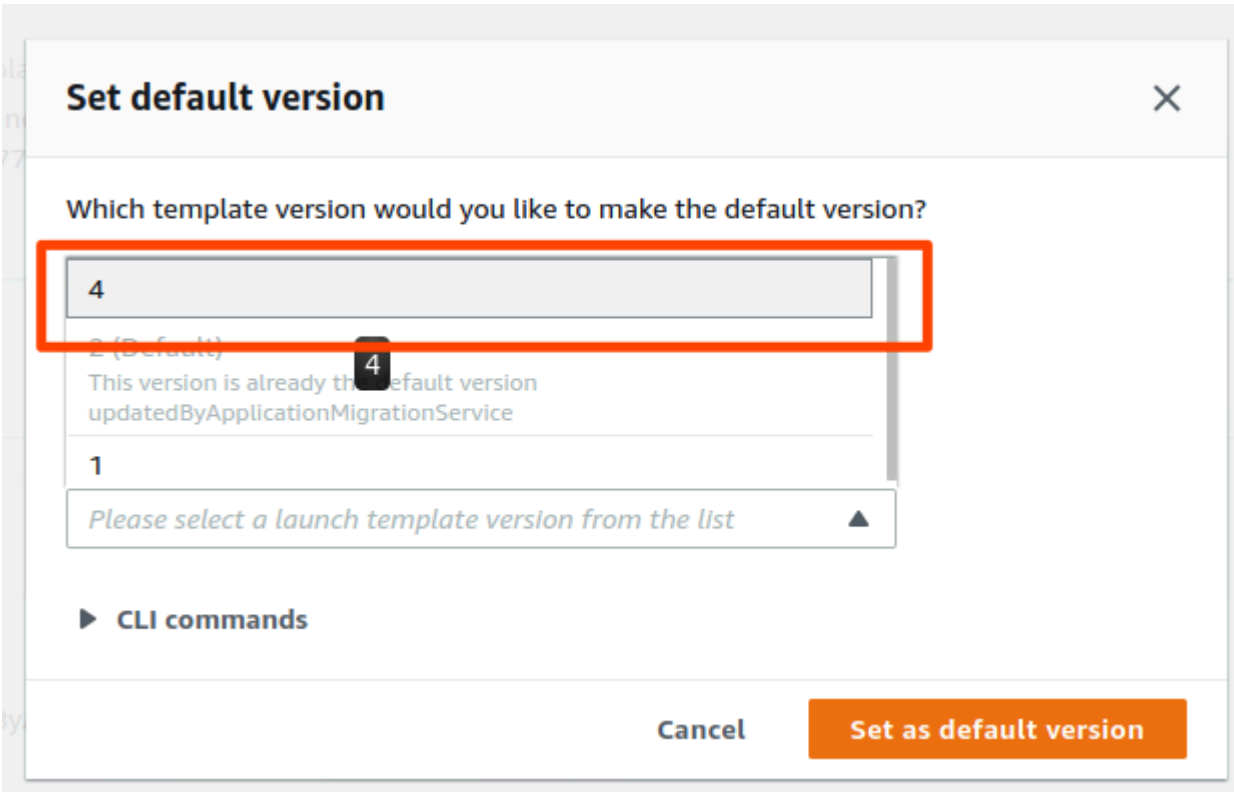 Set default version
Which template version would you like to make the default version?
4
2 (Default)
4
This version is already the default version
updatedByApplicationMigrationService
1
Please select a launch template version from the list
CLI commands
Cancel
Set as default version